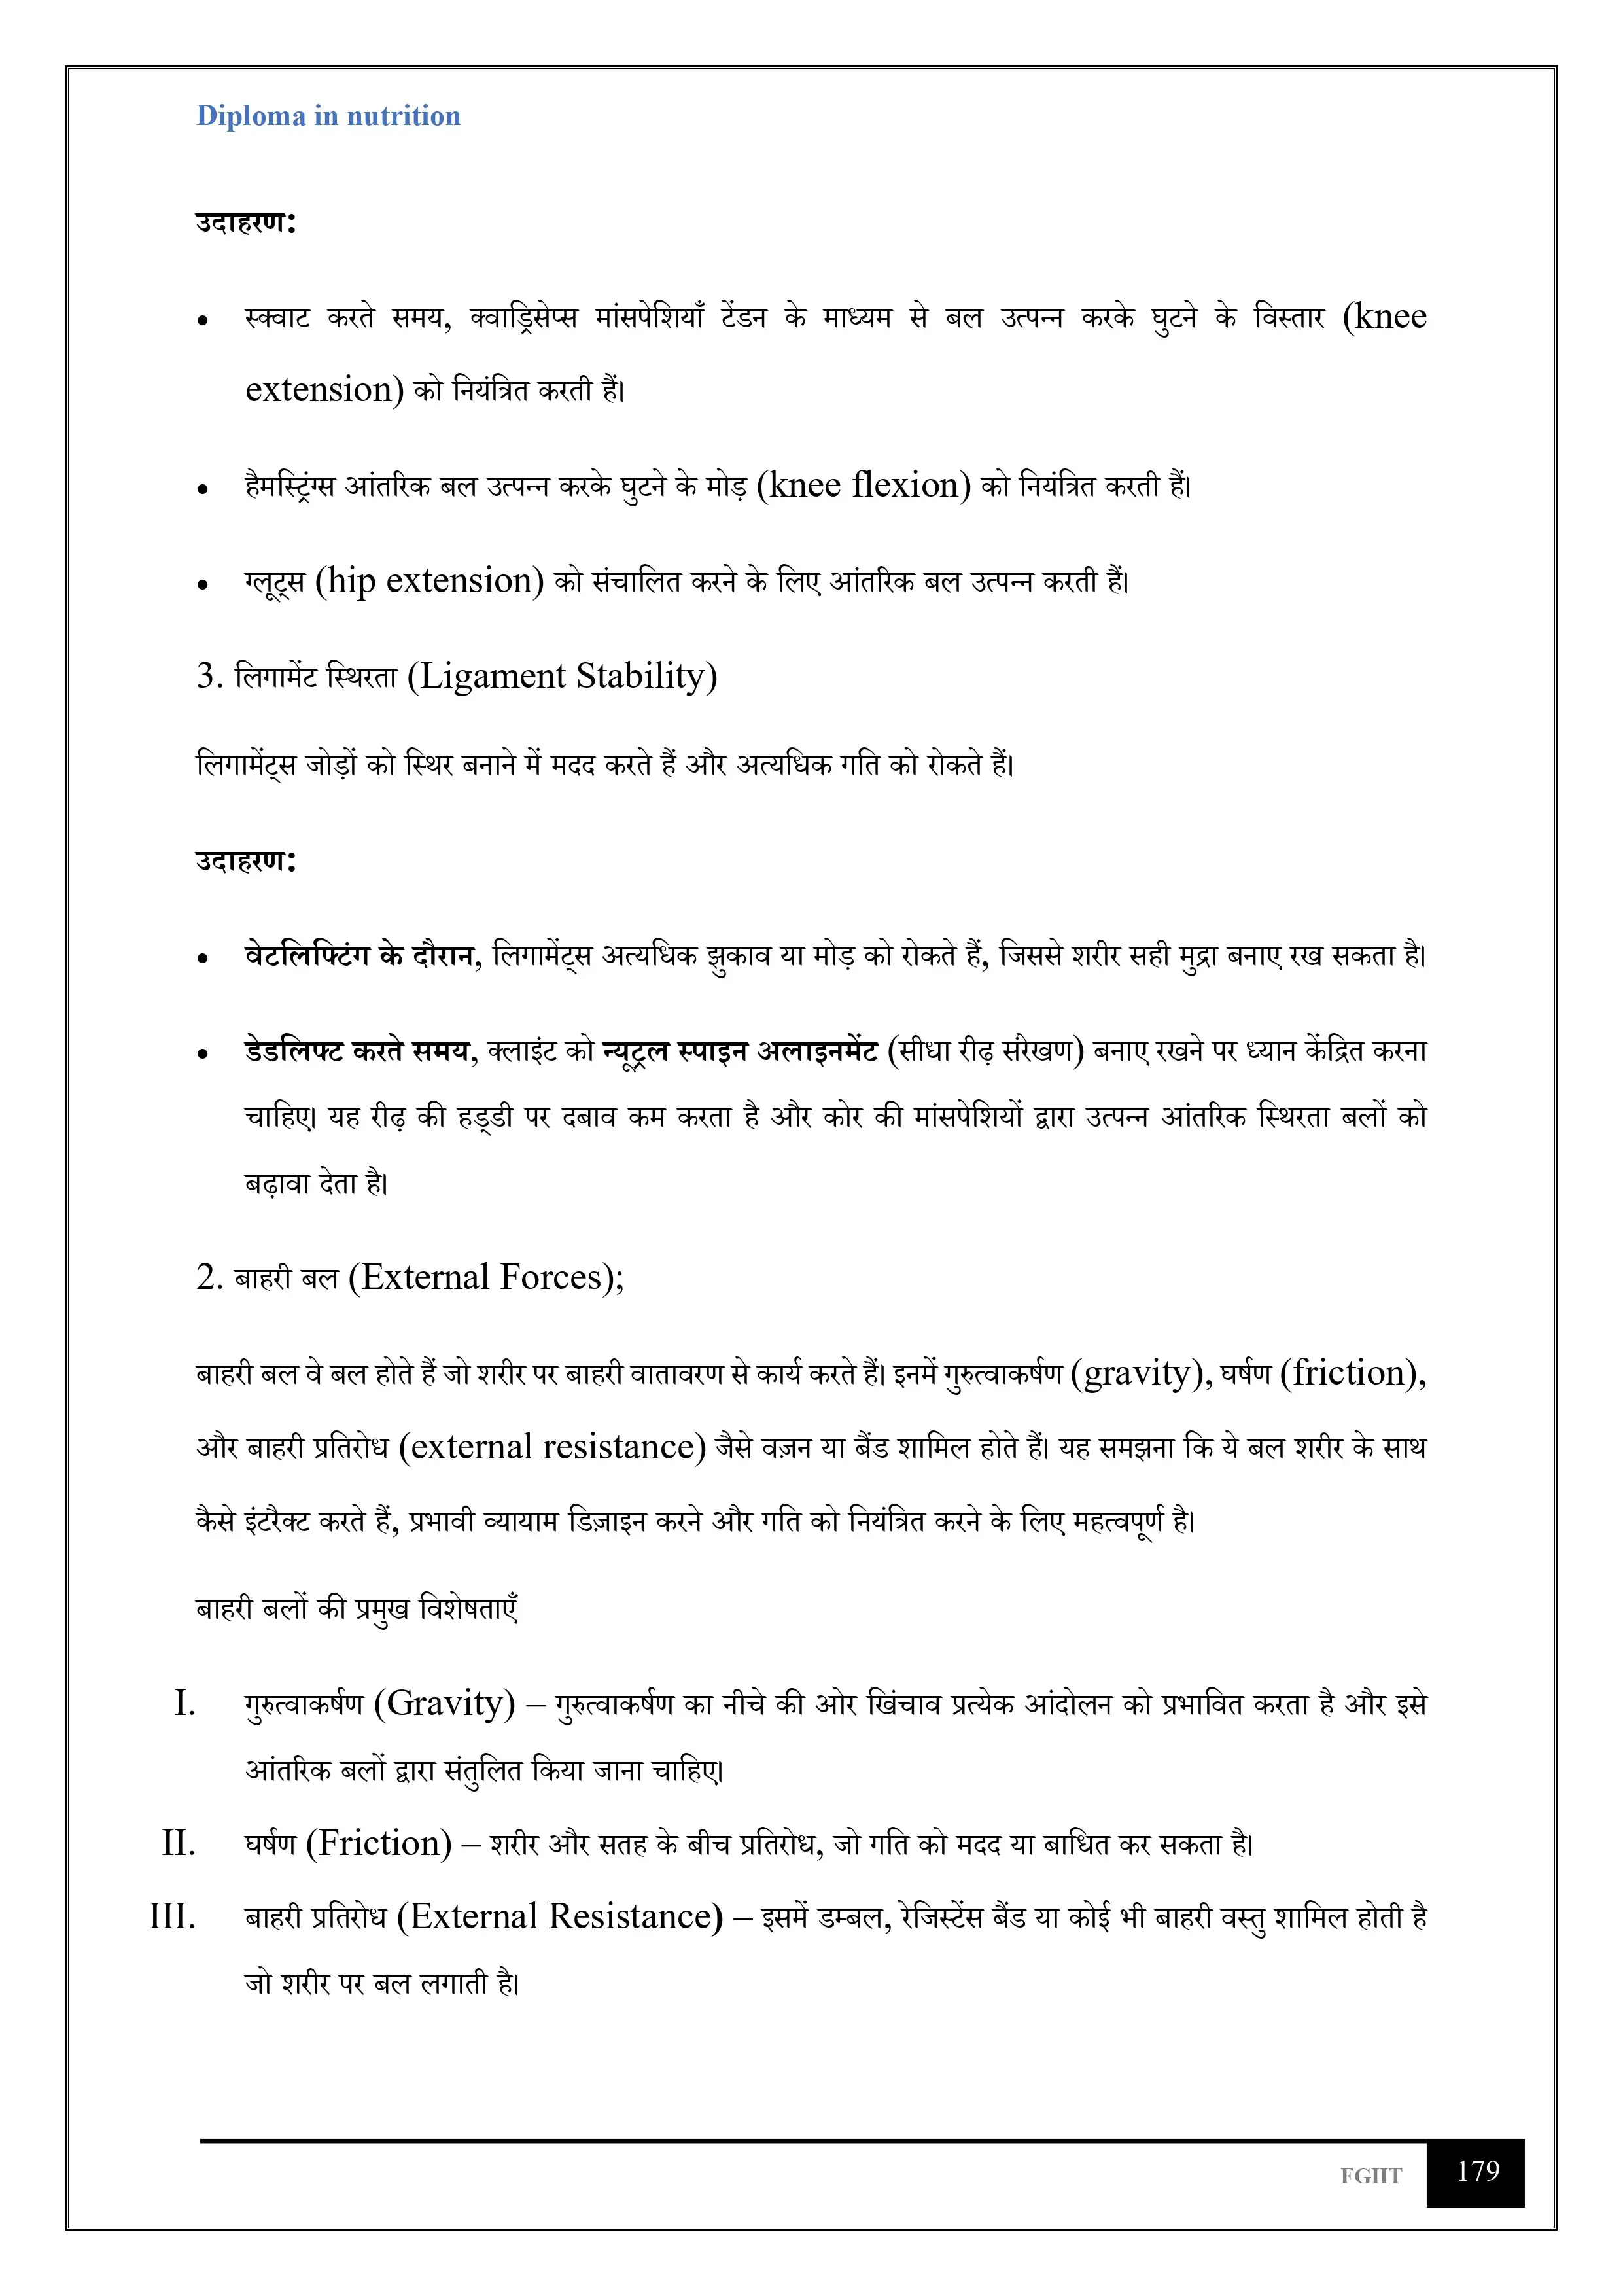 Diploma in nutrition
उदाहरण:
• स्क्वाट करते समय, क्वाड्रिसेप्स मांसपेशियाँ टेंडन के माध्यम से बल उत्पन्न करके घुटने के विस्तार (knee
extension) को नियंत्रित करती हैं।
• हैमस्ट्रिंग्स आंतरिक बल उत्पन्न करके घुटने के मोड़ (knee flexion) को नियंत्रित करती हैं।
• ग्लूट्स (hip extension) को संचालित करने के लिए आंतरिक बल उत्पन्न करती हैं।
3. लिगामेंट स्थिरता (Ligament Stability)
लिगामेंट्स जोड़ों को स्थिर बनाने में मदद करते हैं और अत्यधिक गति को रोकते हैं।
उदाहरण:
• वेटलिफ्टिंग के दौरान, लिगामेंट्स अत्यधिक झुकाव या मोड़ को रोकते हैं, जिससे शरीर सही मुद्रा बनाए रख सकता है।
• डेडलिफ्ट करते समय, क्लाइंट को न्यूट्रल स्पाइन अलाइनमेंट (सीधा रीढ़ संरेखण) बनाए रखने पर ध्यान केंद्रित करना
चाहिए। यह रीढ़ की हड्डी पर दबाव कम करता है और कोर की मांसपेशियों द्वारा उत्पन्न आंतरिक स्थिरता बलों को
बढ़ावा देता है।
2. बाहरी बल (External Forces);
बाहरी बल वे बल होते हैं जो शरीर पर बाहरी वातावरण से कार्य करते हैं। इनमें गुरुत्वाकर्षण (gravity), घर्षण (friction),
और बाहरी प्रतिरोध (external resistance) जैसे वज़न या बैंड शामिल होते हैं। यह समझना कि ये बल शरीर के साथ
कैसे इंटरैक्ट करते हैं, प्रभावी व्यायाम डिज़ाइन करने और गति को नियंत्रित करने के लिए महत्वपूर्ण है।
बाहरी बलों की प्रमुख विशेषताएँ
I. गुरुत्वाकर्षण (Gravity) – गुरुत्वाकर्षण का नीचे की ओर खिंचाव प्रत्येक आंदोलन को प्रभावित करता है और इसे
आंतरिक बलों द्वारा संतुलित किया जाना चाहिए।
II. घर्षण (Friction) – शरीर और सतह के बीच प्रतिरोध, जो गति को मदद या बाधित कर सकता है।
III. बाहरी प्रतिरोध (External Resistance) – इसमें डम्बल, रेजिस्टेंस बैंड या कोई भी बाहरी वस्तु शामिल होती है
जो शरीर पर बल लगाती है।
FGIIT 179